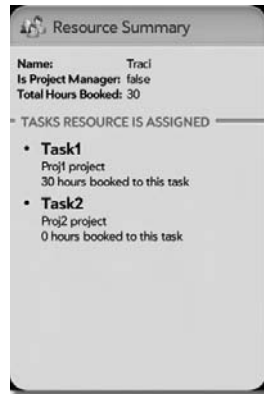 Resource Summary
Name: Traci
Is Project Manager: false
Total Hours Booked: 30
TASKS RESOURCE IS ASSIGNED
• Task1
Proj1 project
30 hours booked to this task
• Task2
Proj2 project
0 hours booked to this task